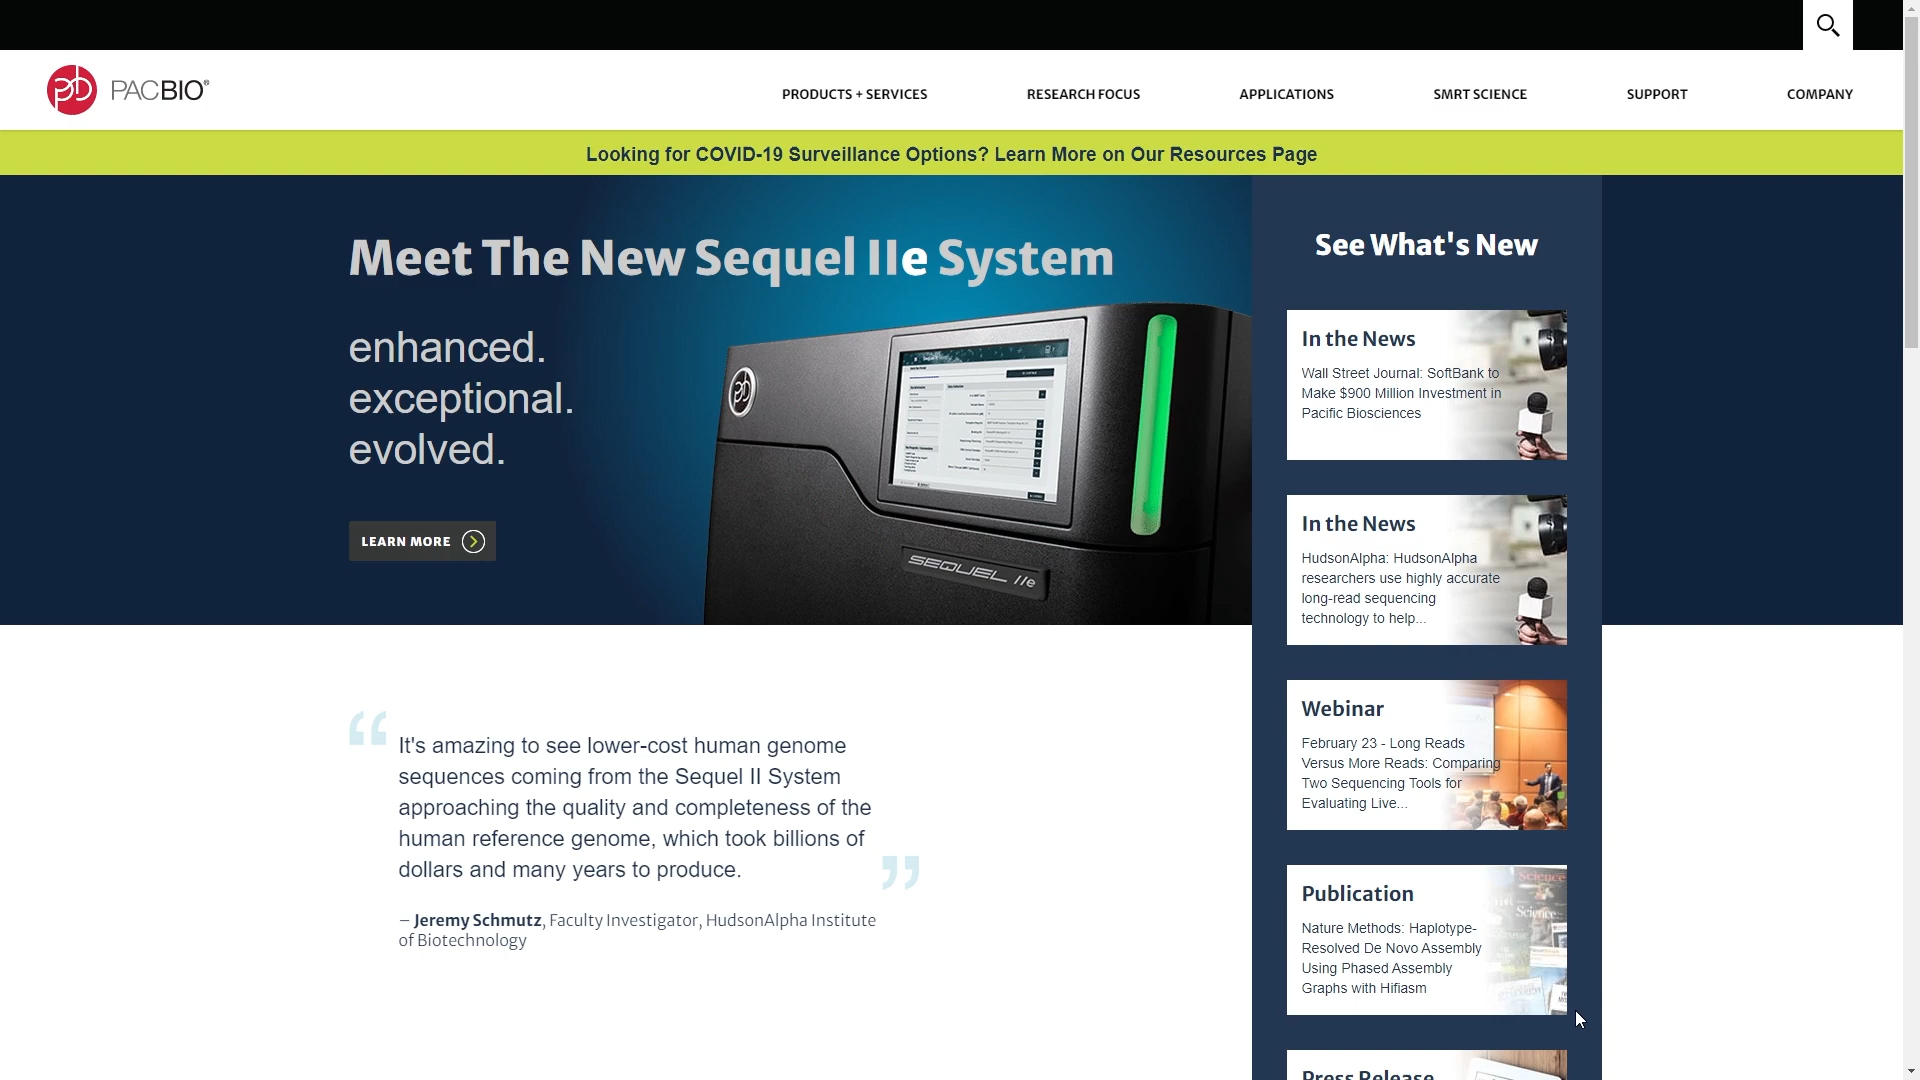 PACBIO®
PRODUCTS + SERVICES
RESEARCH FOCUS
APPLICATIONS
SMRT SCIENCE
SUPPORT
COMPANY
Looking for COVID-19 Surveillance Options? Learn More on Our Resources Page
Meet The New Sequel IIe System
enhanced.
exceptional.
evolved.
LEARN MORE
SEQUEL IIe
See What's New
In the News
Wall Street Journal: SoftBank to
Make $900 Million Investment in
Pacific Biosciences
In the News
HudsonAlpha: HudsonAlpha
researchers use highly accurate
long-read sequencing
technology to help...
Webinar
February 23 - Long Reads
Versus More Reads: Comparing
Two Sequencing Tools for
Evaluating Live...
Publication
Nature Methods: Haplotype-
Resolved De Novo Assembly
Using Phased Assembly
Graphs with Hifiasm
Science
Science
Press Release
“
It's amazing to see lower-cost human genome
sequences coming from the Sequel II System
approaching the quality and completeness of the
human reference genome, which took billions of
dollars and many years to produce.
”
– Jeremy Schmutz, Faculty Investigator, HudsonAlpha Institute
of Biotechnology